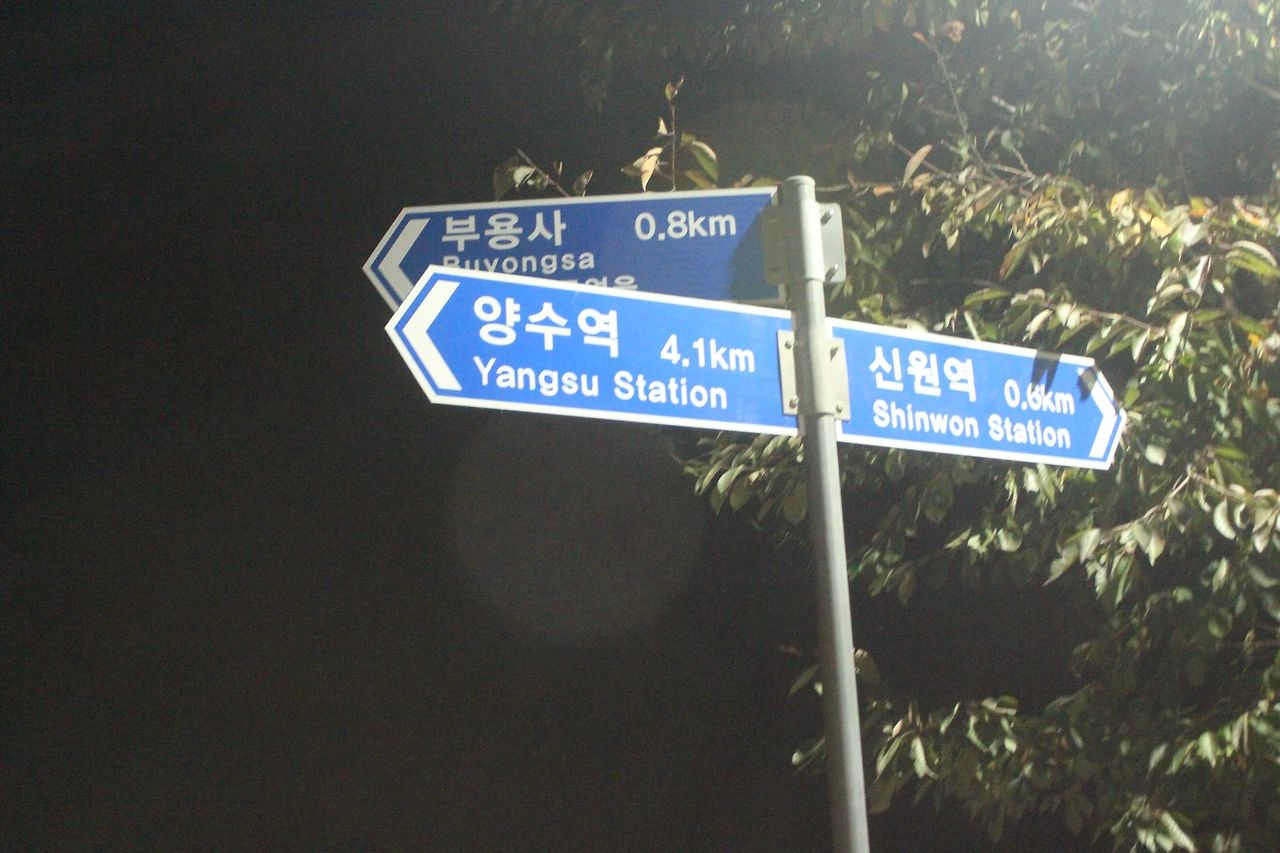 부용사 0.8km
Buyongsa
양수역 4.1km
Yangsu Station
신원역 0.6km
Shinwon Station